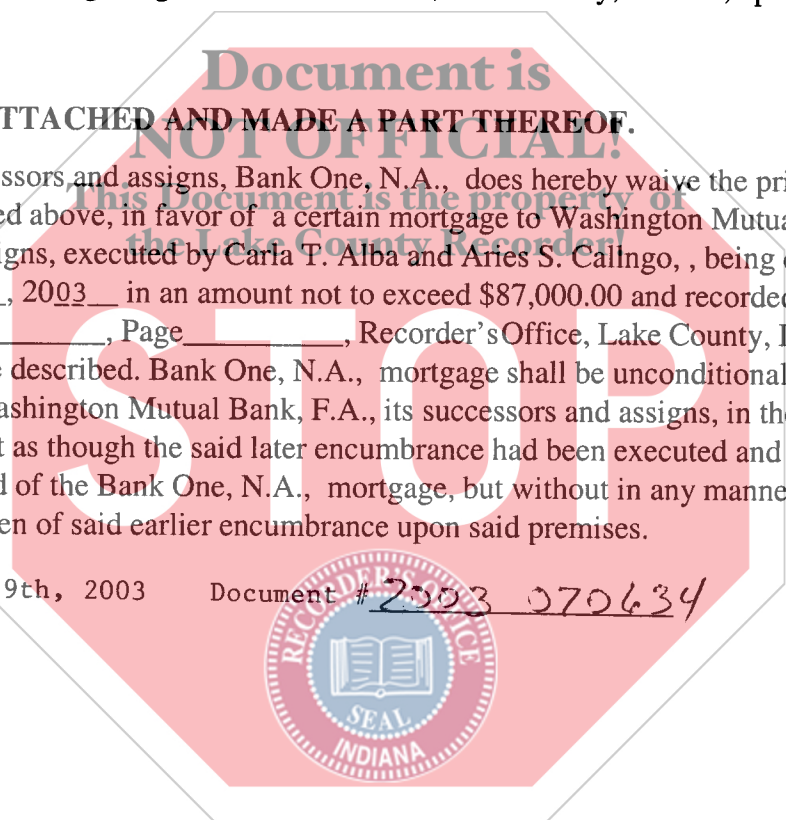 Document is
TTACHED AND MADE A PART THEREOF.
NOT OFFICIAL!
ssors and assigns, Bank One, N.A., does hereby waive the pri
This Document is the property of
ed above, in favor of a certain mortgage to Washington Mutua
the Lake County Recorder!
igns, executed by Carla T. Alba and Aries S. Calingo, , being
_, 2003__ in an amount not to exceed $87,000.00 and recorded
__________, Page____________, Recorder'sOffice, Lake County, I
e described. Bank One, N.A., mortgage shall be unconditional
ashington Mutual Bank, F.A., its successors and assigns, in the
STOP
t as though the said later encumbrance had been executed and
d of the Bank One, N.A., mortgage, but without in any manne
en of said earlier encumbrance upon said premises.
9th, 2003 Document # 2003 070634
RECORDER'S OFFICE
SEAL
INDIANA